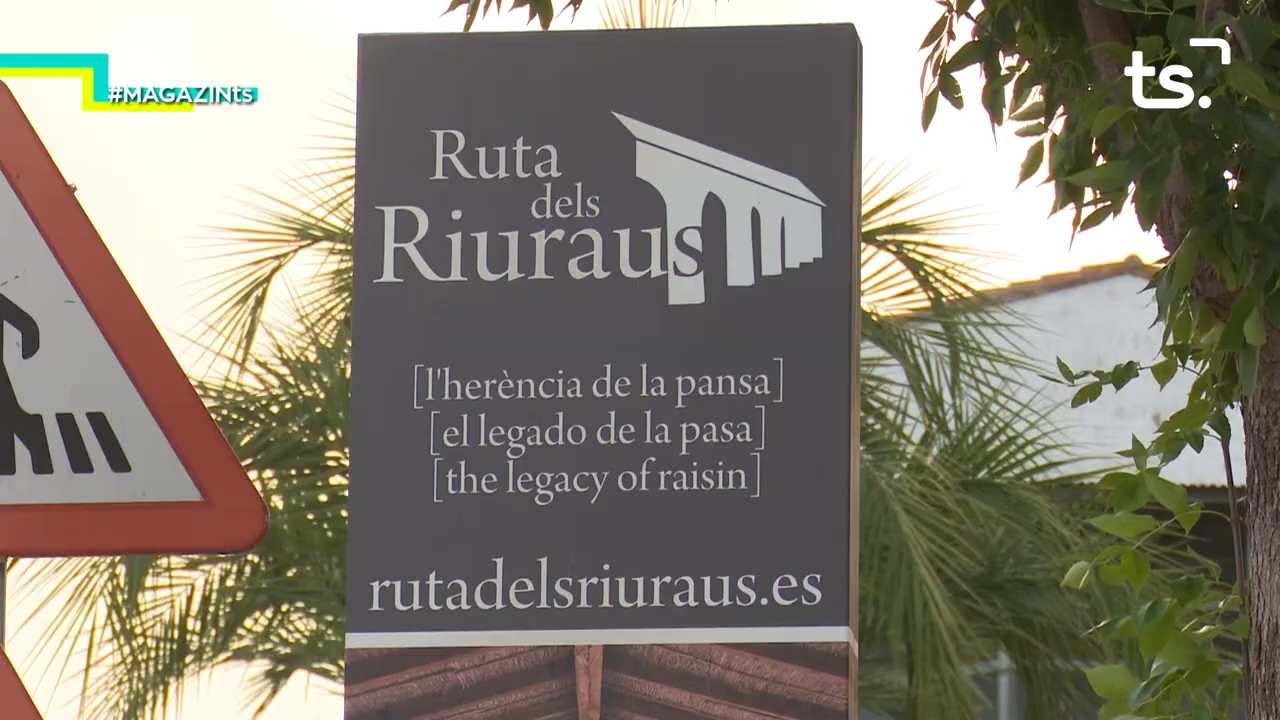 #MAGAZINts
ts.
Ruta
dels
Riuraus
[l'herència de la pansa]
[el legado de la pasa]
[the legacy of raisin]
rutadelsriuraus.es